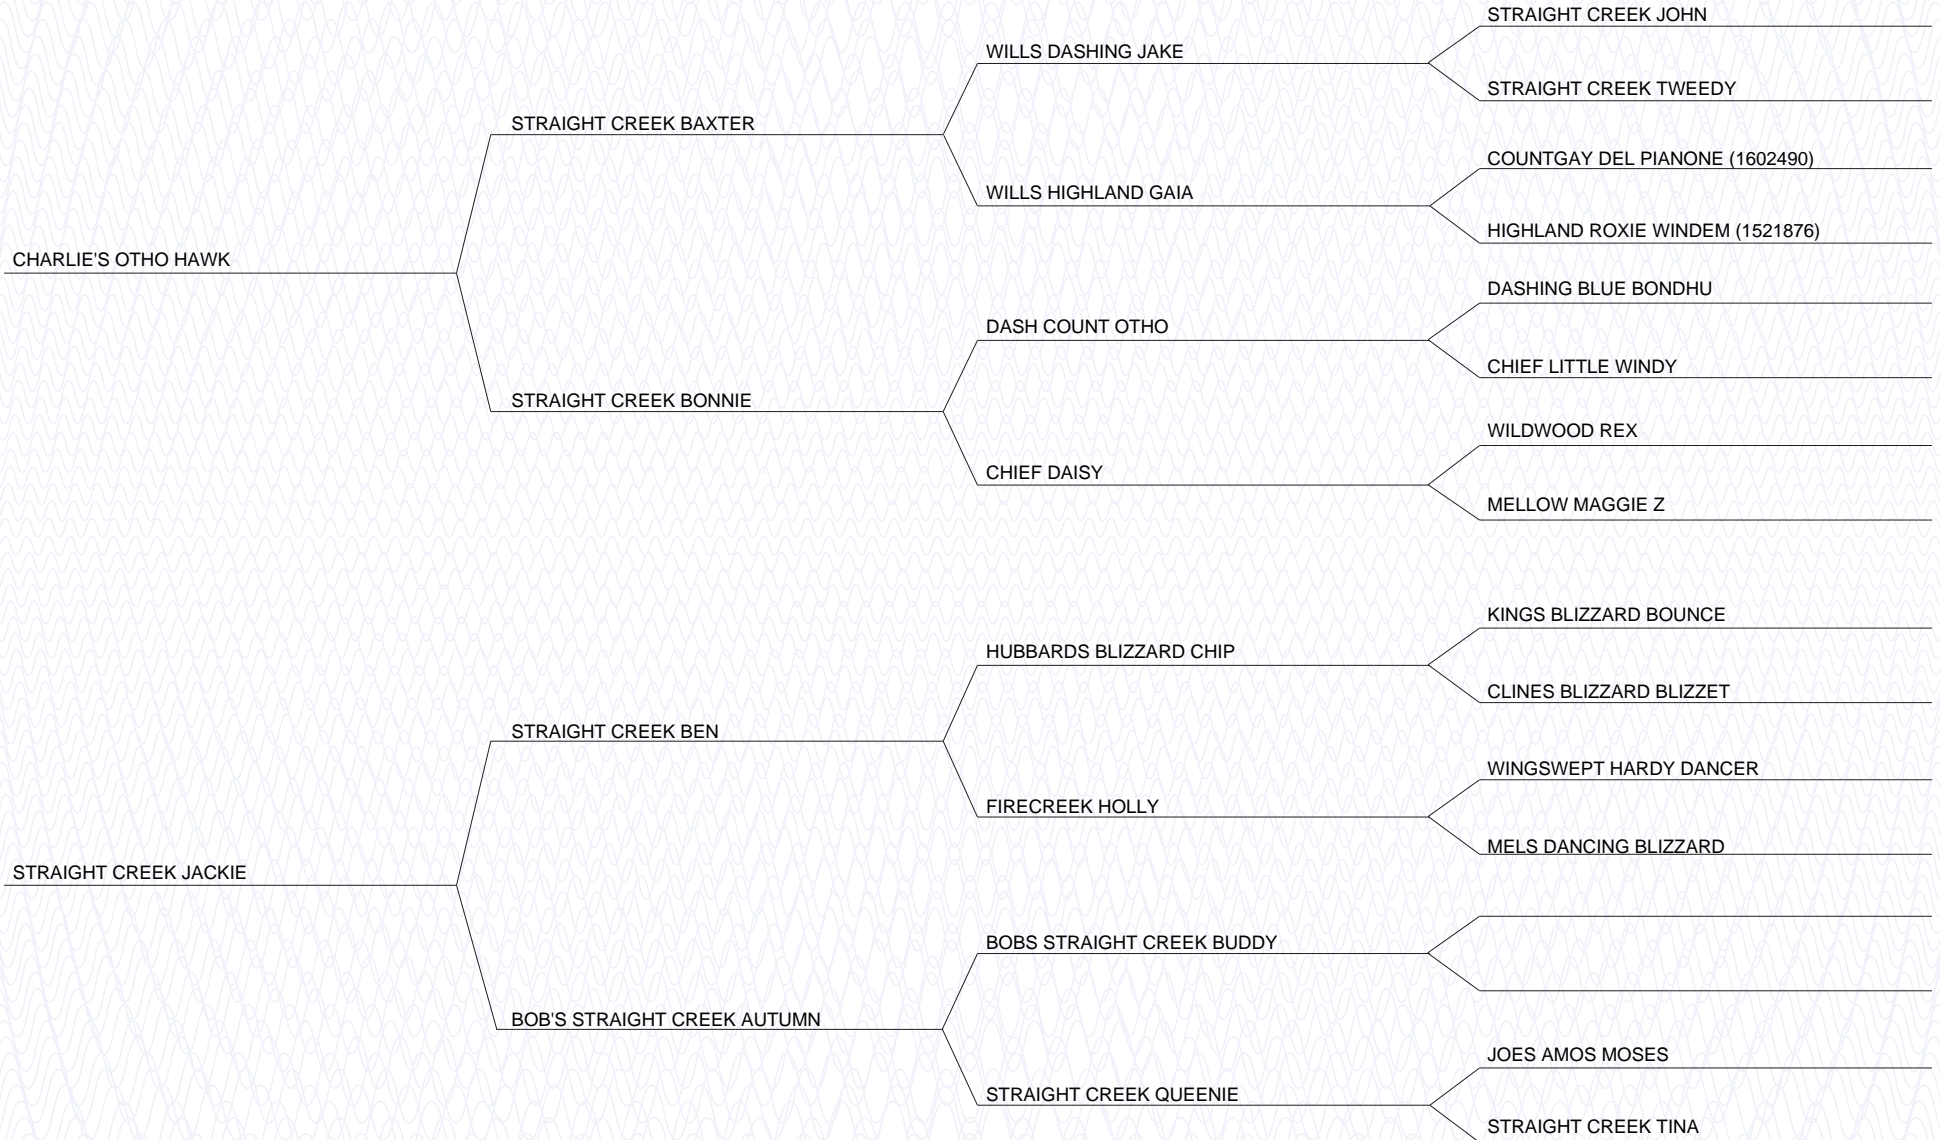 STRAIGHT CREEK JOHN
WILLS DASHING JAKE
STRAIGHT CREEK TWEEDY
STRAIGHT CREEK BAXTER
COUNTGAY DEL PIANONE (1602490)
WILLS HIGHLAND GAIA
HIGHLAND ROXIE WINDEM (1521876)
CHARLIE'S OTHO HAWK
DASHING BLUE BONDHU
DASH COUNT OTHO
CHIEF LITTLE WINDY
STRAIGHT CREEK BONNIE
WILDWOOD REX
CHIEF DAISY
MELLOW MAGGIE Z
KINGS BLIZZARD BOUNCE
HUBBARDS BLIZZARD CHIP
CLINES BLIZZARD BLIZZET
STRAIGHT CREEK BEN
WINGSWEPT HARDY DANCER
FIRECREEK HOLLY
MELS DANCING BLIZZARD
STRAIGHT CREEK JACKIE
BOBS STRAIGHT CREEK BUDDY
BOB'S STRAIGHT CREEK AUTUMN
JOES AMOS MOSES
STRAIGHT CREEK QUEENIE
STRAIGHT CREEK TINA